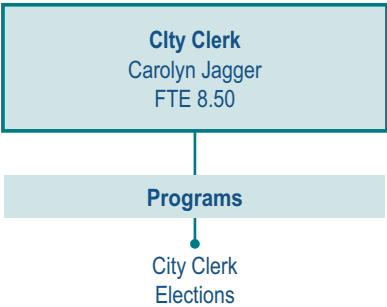 CIty Clerk
Carolyn Jagger
FTE 8.50
Programs
City Clerk
Elections